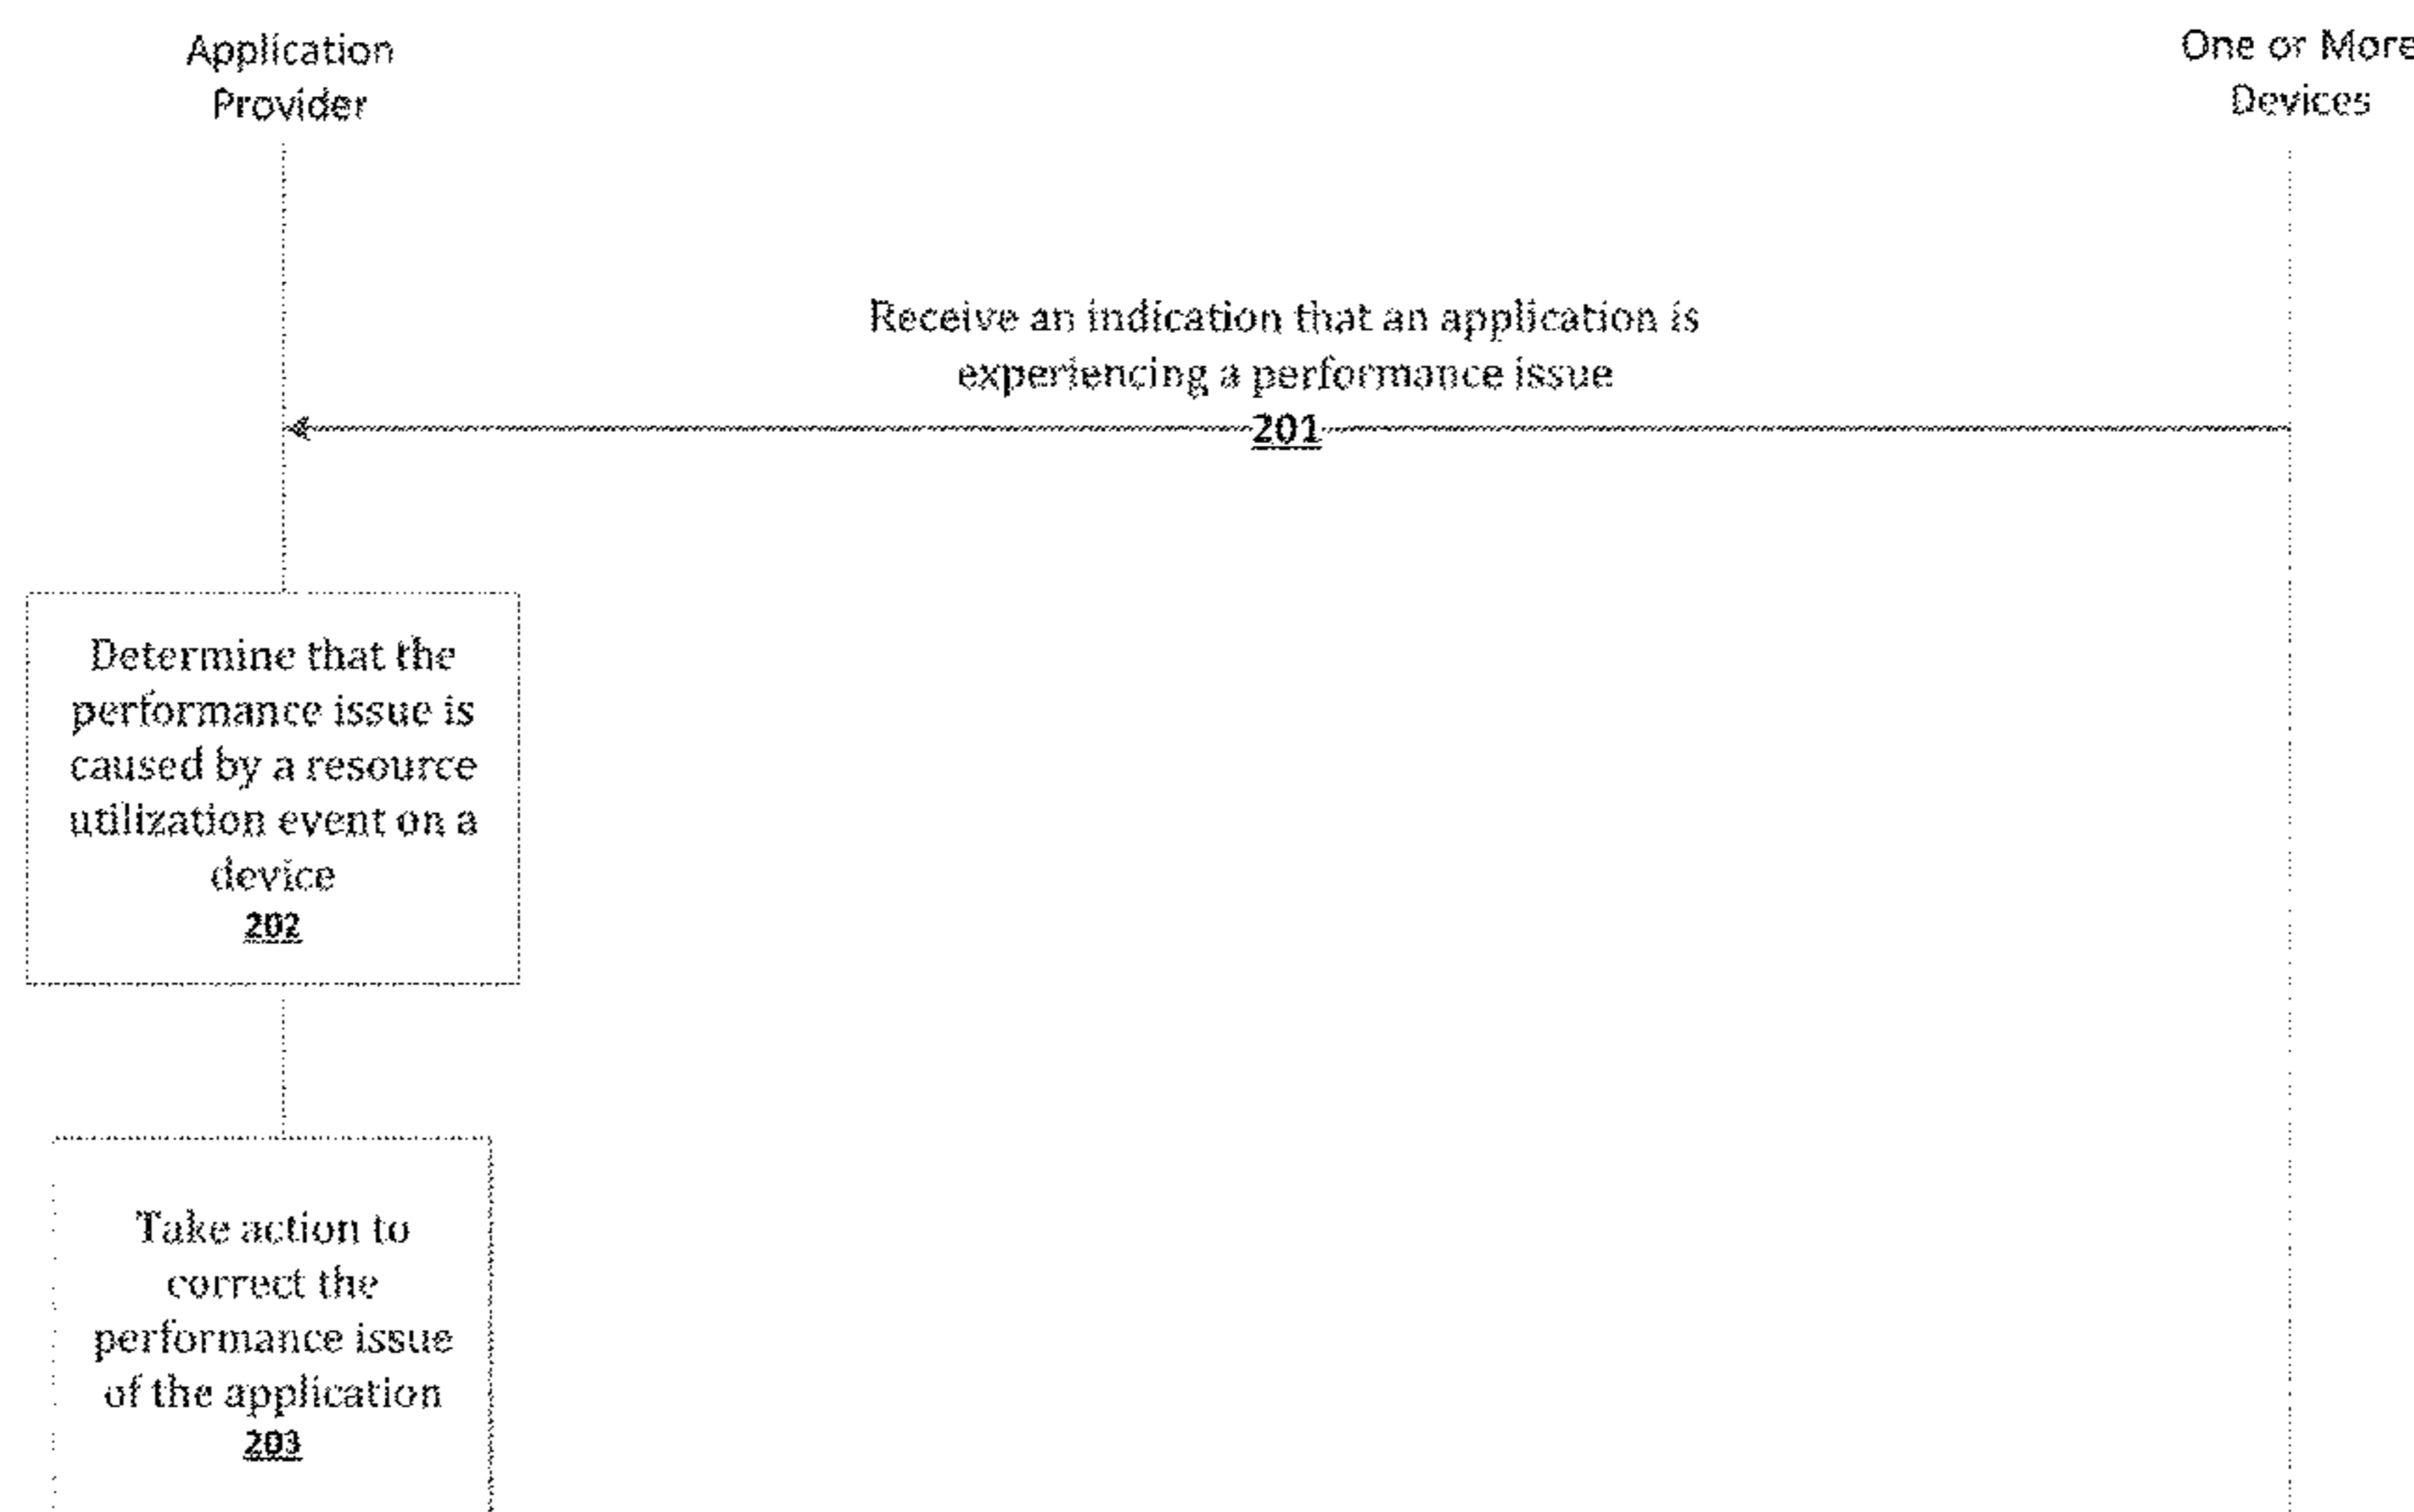 Application
Provider
One or More
Devices
Receive an indication that an application is
experiencing a performance issue
201
Determine that the
performance issue is
caused by a resource
utilization event on a
device
202
Take action to
correct the
performance issue
of the application
203